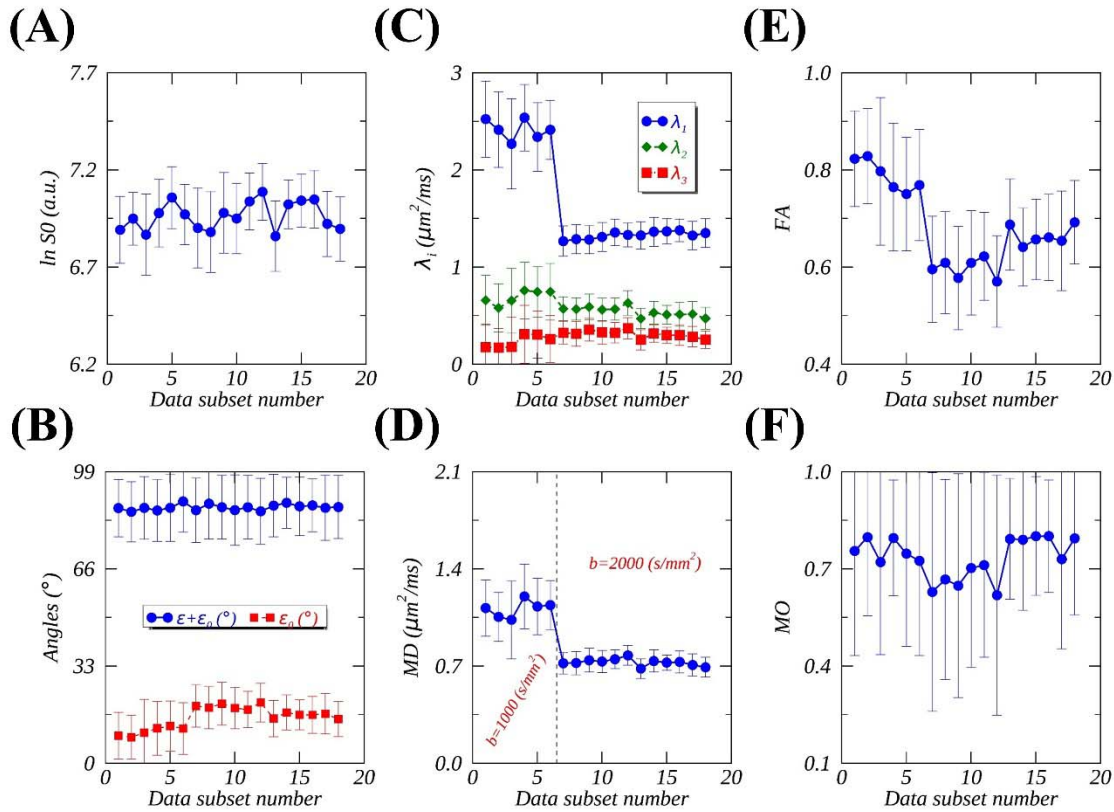 (A)
7.7
7.2
6.7
6.2
ln S0 (a.u.)
0 5 10 15 20
Data subset number
(C)
3
2
1
0
λi (μm²/ms)
λ1
λ2
λ3
0 5 10 15 20
Data subset number
(E)
1.0
0.8
0.6
0.4
FA
0 5 10 15 20
Data subset number
(B)
99
66
33
0
Angles (°)
ε+ε0 (°) ε0 (°)
0 5 10 15 20
Data subset number
(D)
2.1
1.4
0.7
0.0
MD (μm²/ms)
b=1000 (s/mm²)
b=2000 (s/mm²)
0 5 10 15 20
Data subset number
(F)
1.0
0.7
0.4
0.1
MO
0 5 10 15 20
Data subset number